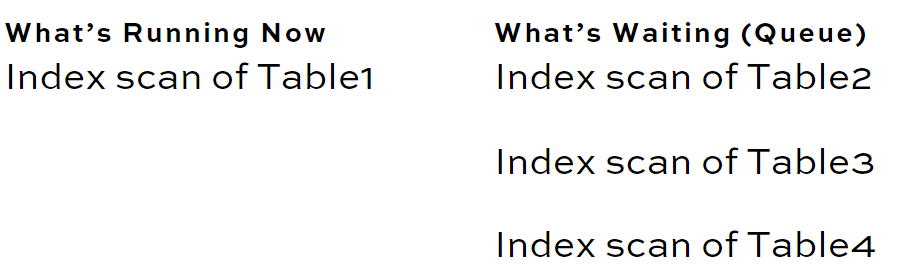 What’s Running Now
Index scan of Table1
What’s Waiting (Queue)
Index scan of Table2
Index scan of Table3
Index scan of Table4